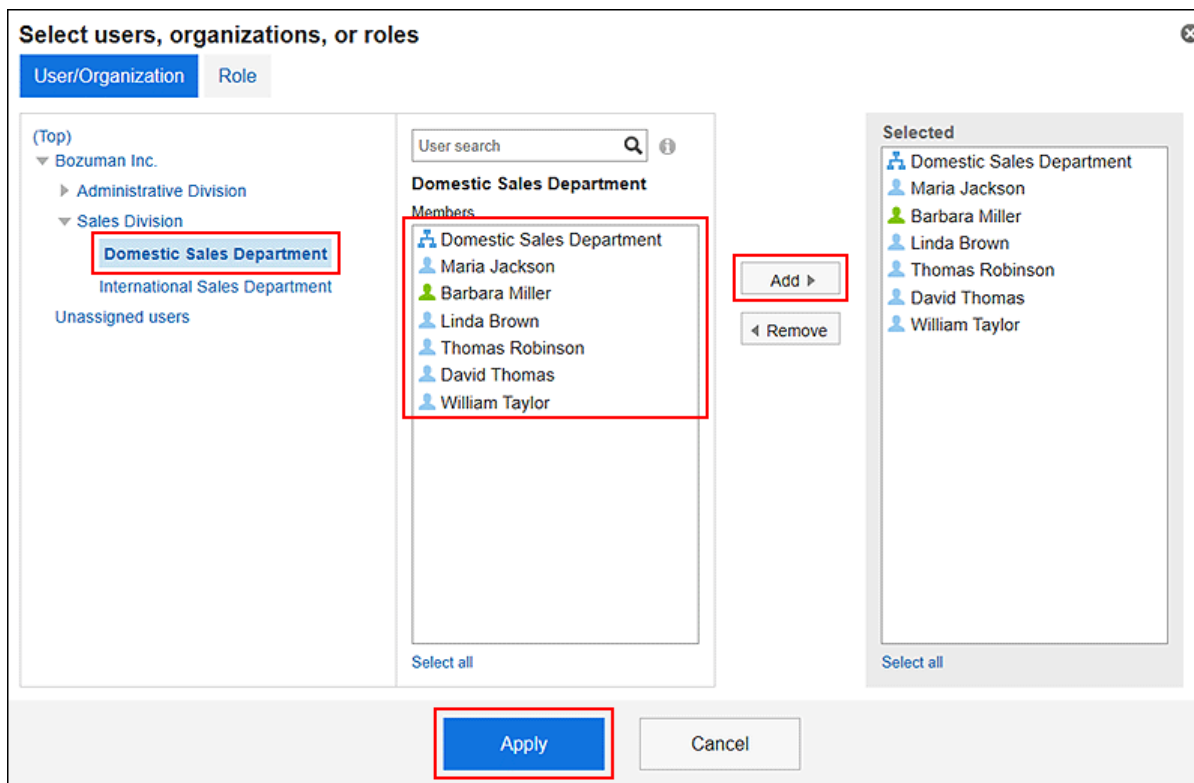 Select users, organizations, or roles
User/Organization
Role
(Top)
Bozuman Inc.
Administrative Division
Sales Division
Domestic Sales Department
International Sales Department
Unassigned users
User search
Domestic Sales Department
Members
Domestic Sales Department
Maria Jackson
Barbara Miller
Linda Brown
Thomas Robinson
David Thomas
William Taylor
Select all
Add
Remove
Selected
Domestic Sales Department
Maria Jackson
Barbara Miller
Linda Brown
Thomas Robinson
David Thomas
William Taylor
Select all
Apply
Cancel